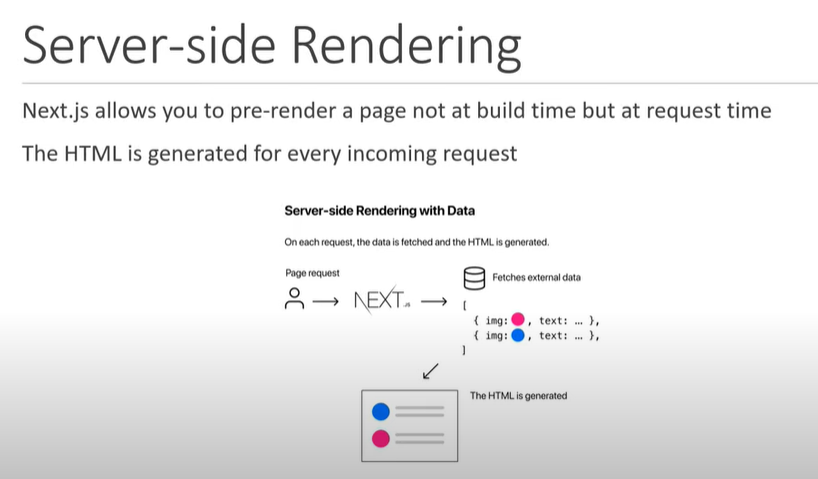 Server-side Rendering
Next.js allows you to pre-render a page not at build time but at request time
The HTML is generated for every incoming request
Server-side Rendering with Data
On each request, the data is fetched and the HTML is generated.
Page request
Fetches external data
NEXT.JS
[
{ img: , text: … },
{ img: , text: … },
]
The HTML is generated